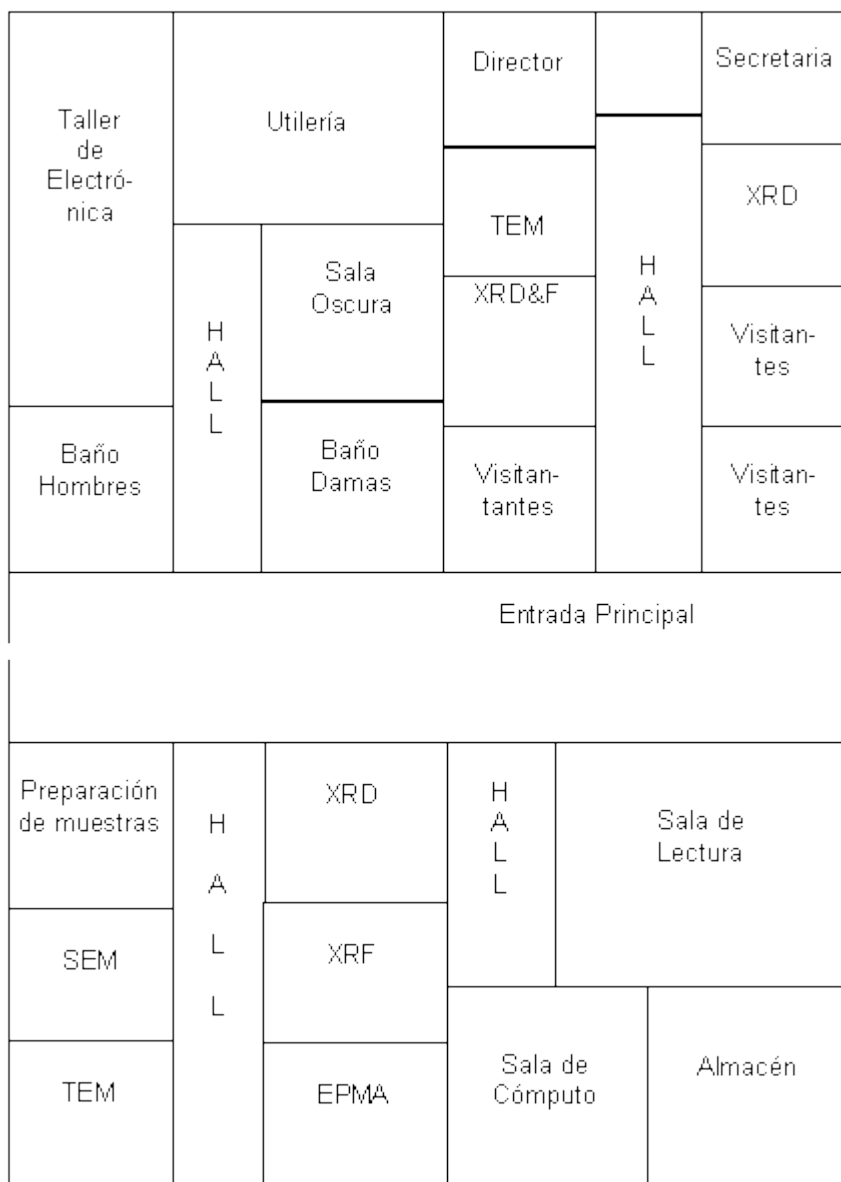 Taller
de
Electró-
nica
Utilería
Director
Secretaria
TEM
XRD
XRD&F
Sala
Oscura
H
A
L
L
H
A
L
L
Visitan-
tes
Baño
Hombres
Baño
Damas
Visitan-
tantes
Visitan-
tes
Entrada Principal
Preparación
de muestras
H
A
L
L
XRD
H
A
L
L
Sala de
Lectura
SEM
XRF
TEM
EPMA
Sala de
Cómputo
Almacén